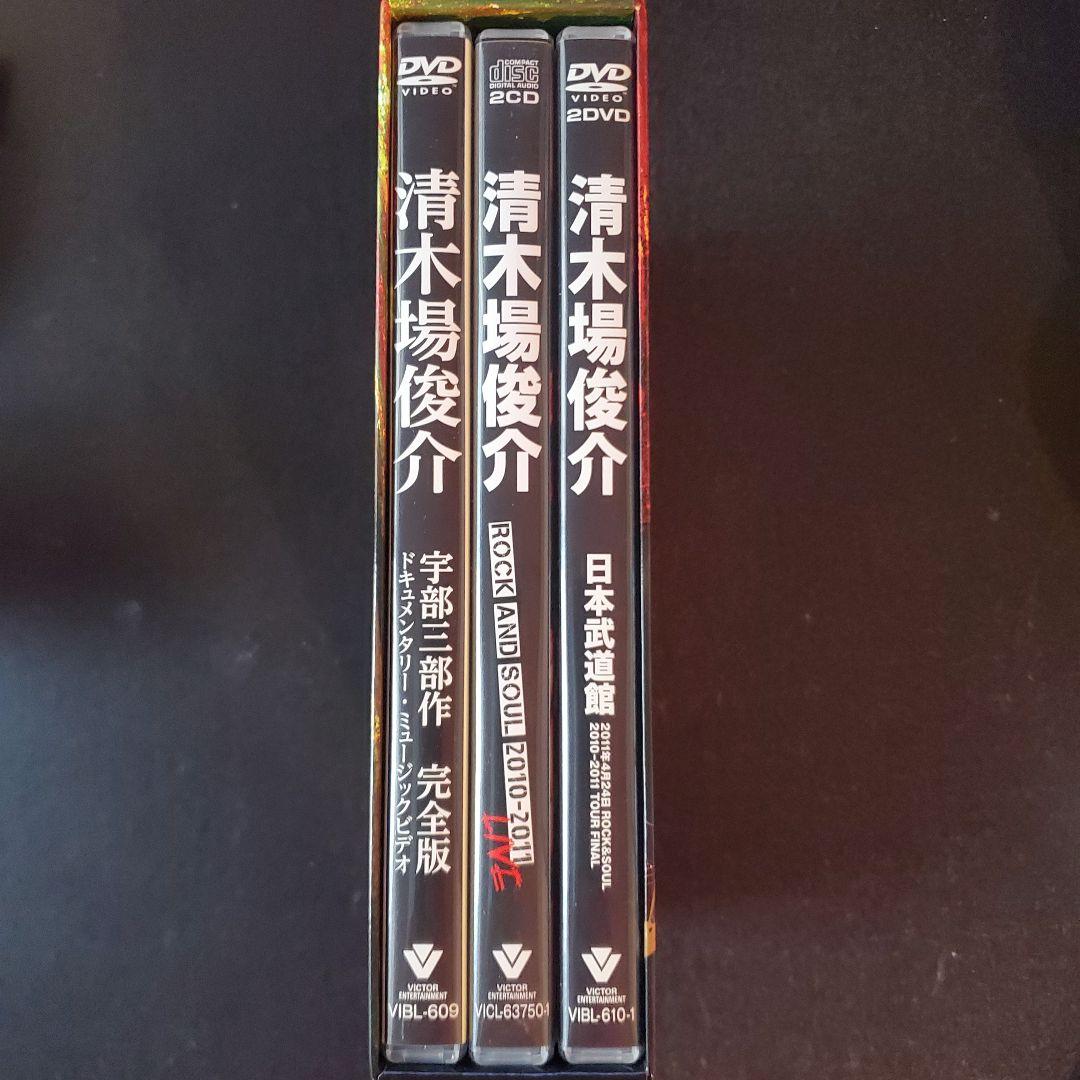 DVD
VIDEO
清木場俊介
宇部三部作 完全版
ドキュメンタリー・ミュージックビデオ
VICTOR
ENTERTAINMENT
VIBL-609
COMPACT
disc
DIGITAL AUDIO
2CD
清木場俊介
ROCK AND SOUL 2010-2011
LIVE
VICTOR
ENTERTAINMENT
VICL-63750-1
DVD
VIDEO
2DVD
清木場俊介
日本武道館
2011年4月24日 ROCK&SOUL
2010-2011 TOUR FINAL
VICTOR
ENTERTAINMENT
VIBL-610-1